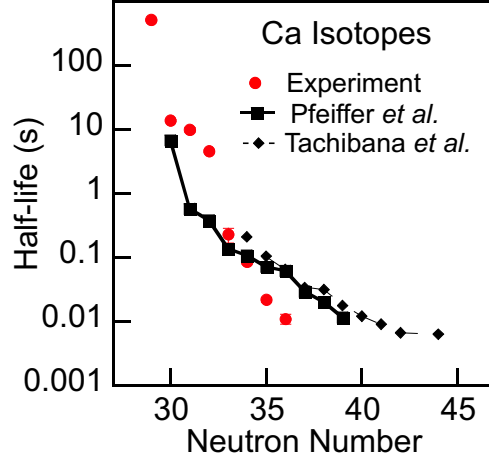 Ca Isotopes
Experiment
Pfeiffer et al.
Tachibana et al.
Half-life (s)
100
10
1
0.1
0.01
0.001
30 35 40 45
Neutron Number